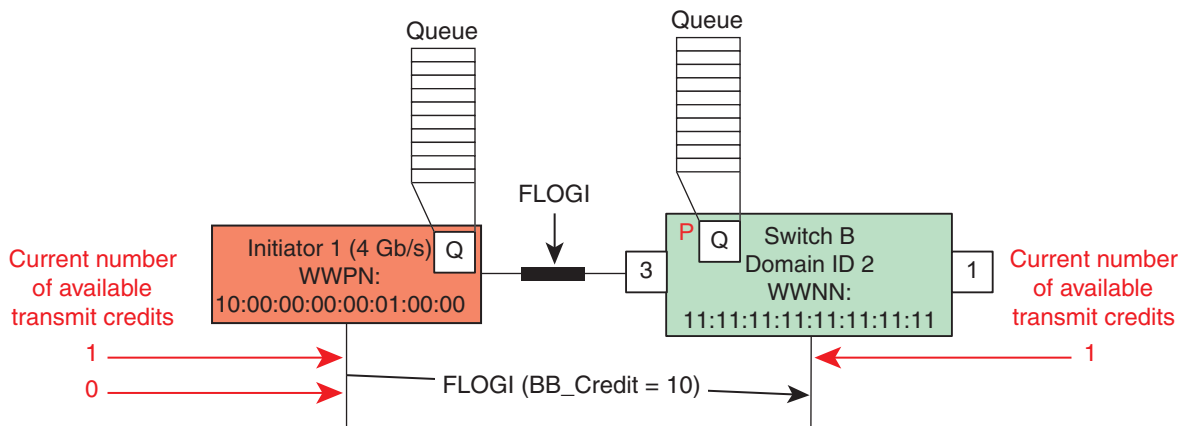 Queue
Queue
FLOGI
Initiator 1 (4 Gb/s)
WWPN:
10:00:00:00:00:01:00:00
Q
3
P
Q
Switch B
Domain ID 2
WWNN:
11:11:11:11:11:11:11:11
1
Current number
of available
transmit credits
1
0
Current number
of available
transmit credits
1
FLOGI (BB_Credit = 10)